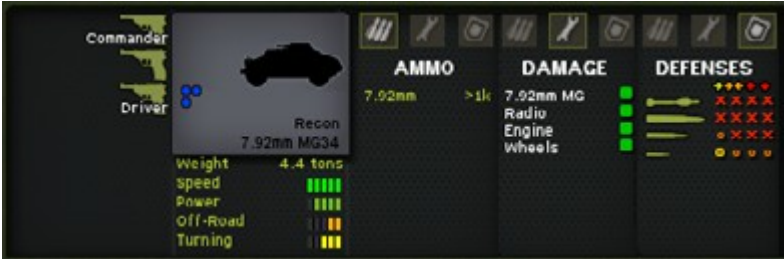 Commander
Driver
Recon
7.92mm MG34
Weight 4.4 tons
Speed
Power
Off-Road
Turning
AMMO
7.92mm >1k
DAMAGE
7.92mm MG
Radio
Engine
Wheels
DEFENSES